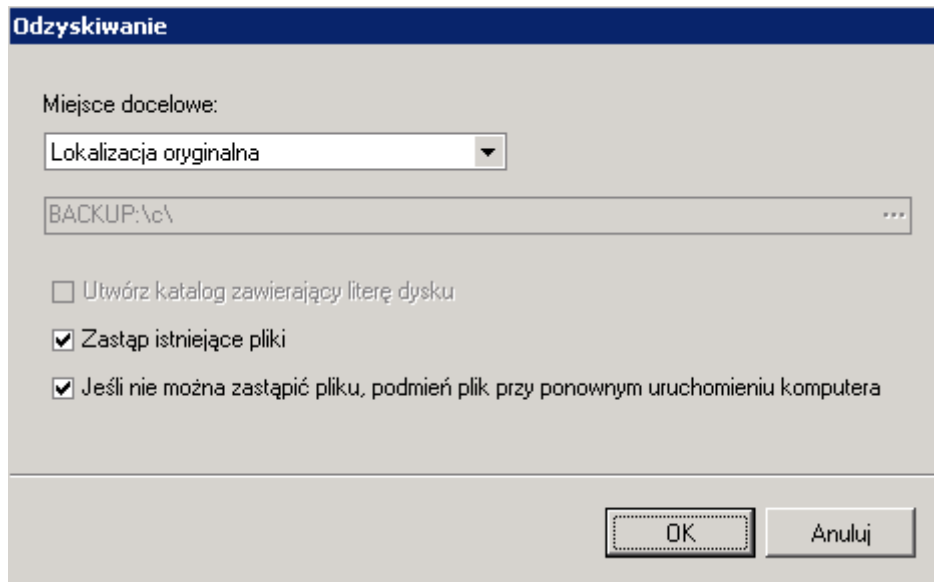 Odzyskiwanie
Miejsce docelowe:
Lokalizacja oryginalna
BACKUP:\c\ ...
Utwórz katalog zawierający literę dysku
Zastąp istniejące pliki
Jeśli nie można zastąpić pliku, podmień plik przy ponownym uruchomieniu komputera
OK Anuluj